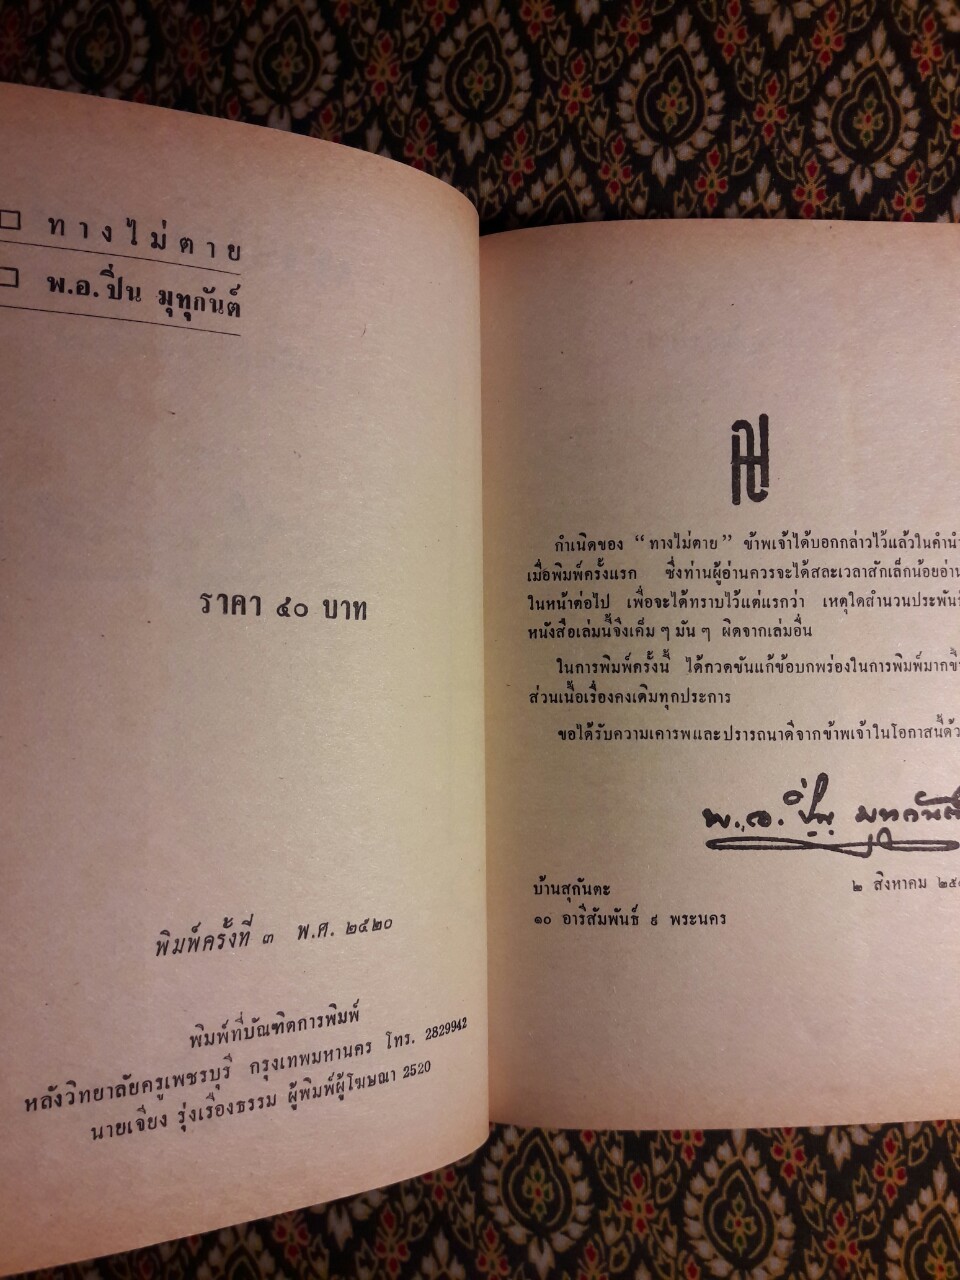 ทางไม่ตาย
พ.อ.ปิ่น มุทุกันต์
ราคา ๔๐ บาท
พิมพ์ครั้งที่ ๓ พ.ศ. ๒๕๒๐
พิมพ์ที่บัณฑิตการพิมพ์
หลังวิทยาลัยครูเพชรบุรี กรุงเทพมหานคร โทร. 2829942
นายเจียง รุ่งเรืองธรรม ผู้พิมพ์ผู้โฆษณา 2520
กำเนิดของ “ทางไม่ตาย” ข้าพเจ้าได้บอกกล่าวไว้แล้วในคำนำ
เมื่อพิมพ์ครั้งแรก ซึ่งท่านผู้อ่านควรจะได้สละเวลาสักเล็กน้อยอ่าน
ในหน้าต่อไป เพื่อจะได้ทราบไว้แต่แรกว่า เหตุใดสำนวนประพันธ์
หนังสือเล่มนี้จึงเค็ม ๆ มัน ๆ ผิดจากเล่มอื่น
ในการพิมพ์ครั้งนี้ ได้กวดขันแก้ข้อบกพร่องในการพิมพ์มากขึ้
ส่วนเนื้อเรื่องคงเดิมทุกประการ
ขอได้รับความเคารพและปรารถนาดีจากข้าพเจ้าในโอกาสนี้ด้ว
พ.อ.ปิ่น มุทุกันต์
บ้านสุกันตะ
๒ สิงหาคม ๒๕
๑๐ อารีสัมพันธ์ ๙ พระนคร